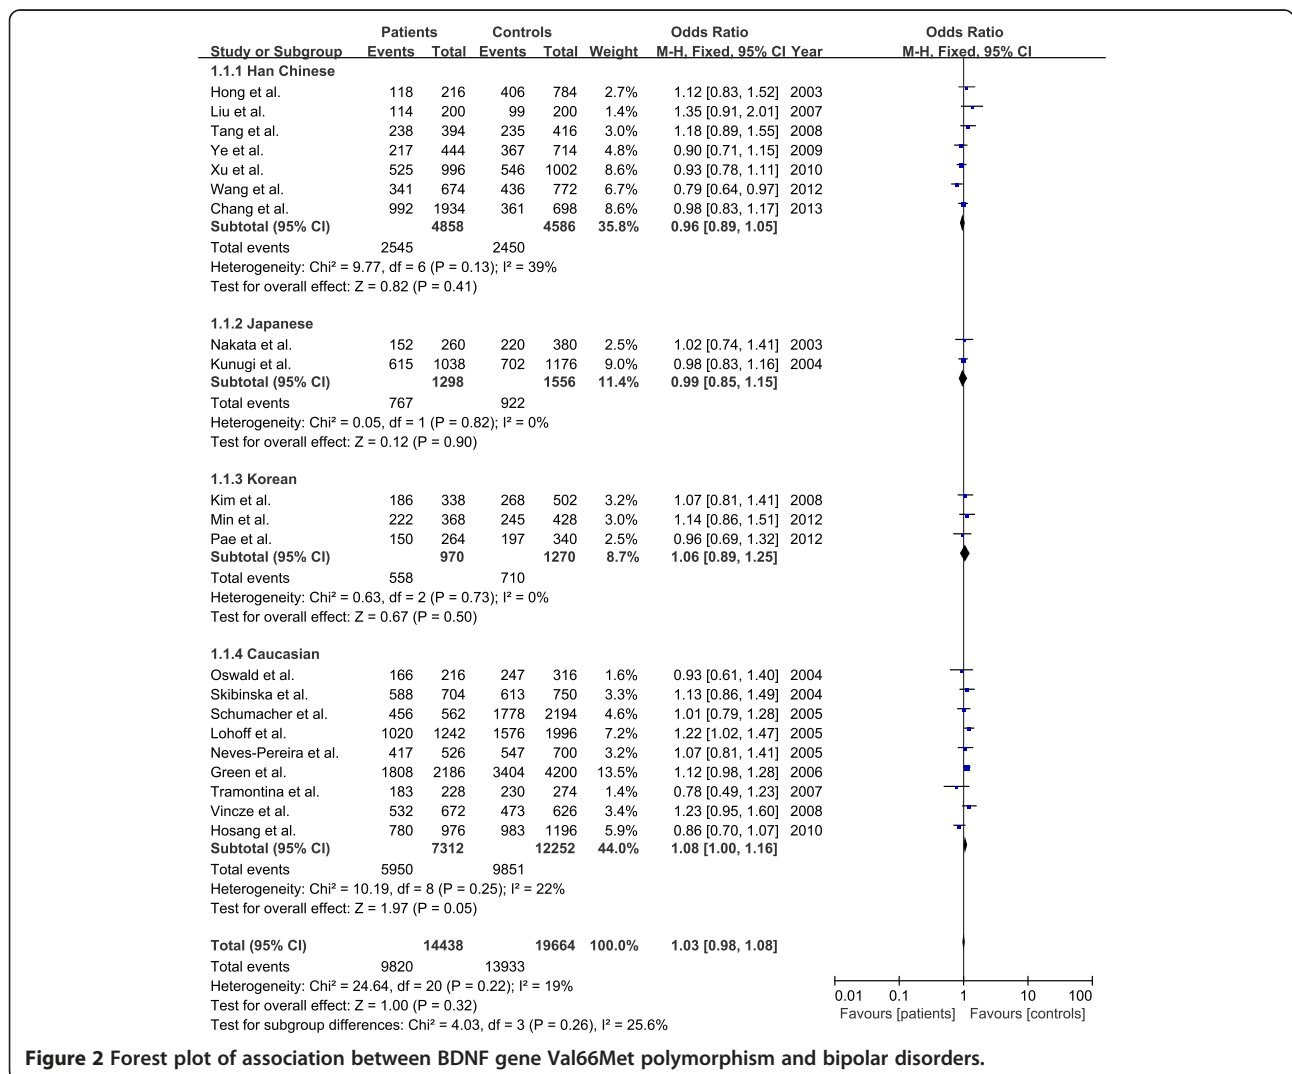 Patients Controls Odds Ratio Odds Ratio
Study or Subgroup Events Total Events Total Weight M-H, Fixed, 95% CI Year M-H, Fixed, 95% CI
1.1.1 Han Chinese
Hong et al. 118 216 406 784 2.7% 1.12 [0.83, 1.52] 2003
Liu et al. 114 200 99 200 1.4% 1.35 [0.91, 2.01] 2007
Tang et al. 238 394 235 416 3.0% 1.18 [0.89, 1.55] 2008
Ye et al. 217 444 367 714 4.8% 0.90 [0.71, 1.15] 2009
Xu et al. 525 996 546 1002 8.6% 0.93 [0.78, 1.11] 2010
Wang et al. 341 674 436 772 6.7% 0.79 [0.64, 0.97] 2012
Chang et al. 992 1934 361 698 8.6% 0.98 [0.83, 1.17] 2013
Subtotal (95% CI) 4858 4586 35.8% 0.96 [0.89, 1.05]
Total events 2545 2450
Heterogeneity: Chi² = 9.77, df = 6 (P = 0.13); I² = 39%
Test for overall effect: Z = 0.82 (P = 0.41)
1.1.2 Japanese
Nakata et al. 152 260 220 380 2.5% 1.02 [0.74, 1.41] 2003
Kunugi et al. 615 1038 702 1176 9.0% 0.98 [0.83, 1.16] 2004
Subtotal (95% CI) 1298 1556 11.4% 0.99 [0.85, 1.15]
Total events 767 922
Heterogeneity: Chi² = 0.05, df = 1 (P = 0.82); I² = 0%
Test for overall effect: Z = 0.12 (P = 0.90)
1.1.3 Korean
Kim et al. 186 338 268 502 3.2% 1.07 [0.81, 1.41] 2008
Min et al. 222 368 245 428 3.0% 1.14 [0.86, 1.51] 2012
Pae et al. 150 264 197 340 2.5% 0.96 [0.69, 1.32] 2012
Subtotal (95% CI) 970 1270 8.7% 1.06 [0.89, 1.25]
Total events 558 710
Heterogeneity: Chi² = 0.63, df = 2 (P = 0.73); I² = 0%
Test for overall effect: Z = 0.67 (P = 0.50)
1.1.4 Caucasian
Oswald et al. 166 216 247 316 1.6% 0.93 [0.61, 1.40] 2004
Skibinska et al. 588 704 613 750 3.3% 1.13 [0.86, 1.49] 2004
Schumacher et al. 456 562 1778 2194 4.6% 1.01 [0.79, 1.28] 2005
Lohoff et al. 1020 1242 1576 1996 7.2% 1.22 [1.02, 1.47] 2005
Neves-Pereira et al. 417 526 547 700 3.2% 1.07 [0.81, 1.41] 2005
Green et al. 1808 2186 3404 4200 13.5% 1.12 [0.98, 1.28] 2006
Tramontina et al. 183 228 230 274 1.4% 0.78 [0.49, 1.23] 2007
Vincze et al. 532 672 473 626 3.4% 1.23 [0.95, 1.60] 2008
Hosang et al. 780 976 983 1196 5.9% 0.86 [0.70, 1.07] 2010
Subtotal (95% CI) 7312 12252 44.0% 1.08 [1.00, 1.16]
Total events 5950 9851
Heterogeneity: Chi² = 10.19, df = 8 (P = 0.25); I² = 22%
Test for overall effect: Z = 1.97 (P = 0.05)
Total (95% CI) 14438 19664 100.0% 1.03 [0.98, 1.08]
Total events 9820 13933
Heterogeneity: Chi² = 24.64, df = 20 (P = 0.22); I² = 19%
Test for overall effect: Z = 1.00 (P = 0.32)
Test for subgroup differences: Chi² = 4.03, df = 3 (P = 0.26), I² = 25.6%
0.01 0.1 1 10 100
Favours [patients] Favours [controls]
Figure 2 Forest plot of association between BDNF gene Val66Met polymorphism and bipolar disorders.